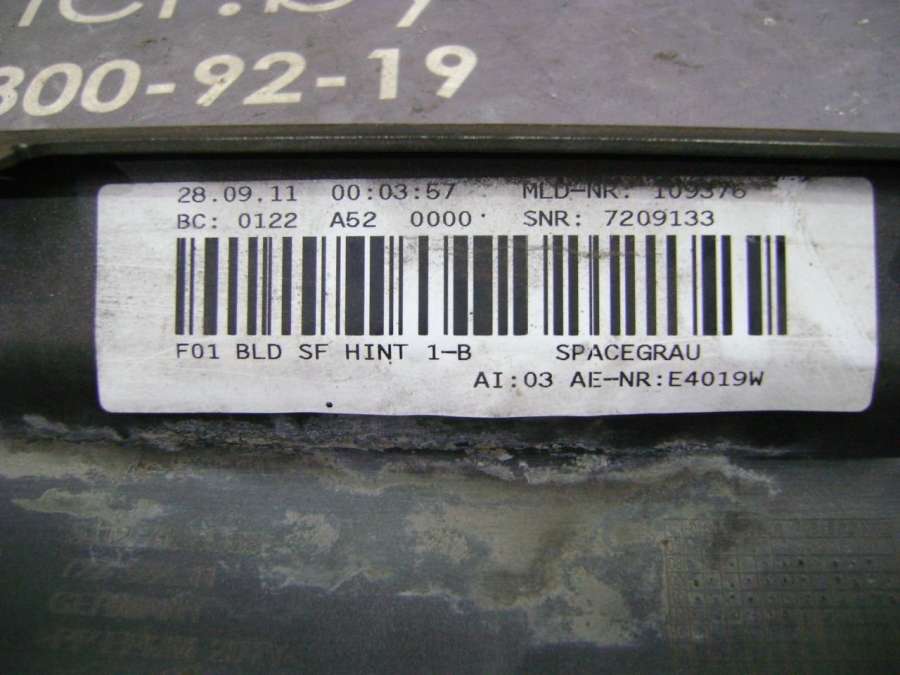 300-92-19
28.09.11 00:03:57 MLD-NR: 109376
BC: 0122 A52 0000 SNR: 7209133
F01 BLD SF HINT 1-B SPACEGRAU
AI:03 AE-NR:E4019W